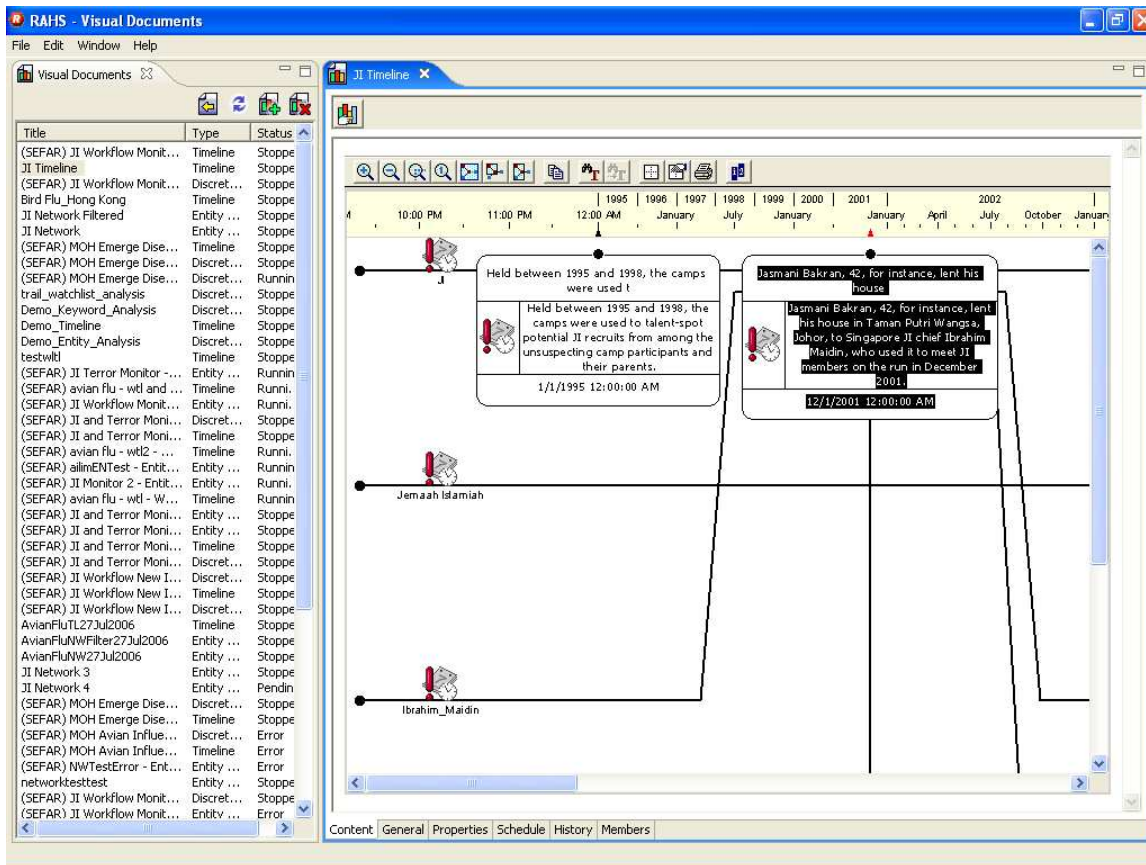 RAHS - Visual Documents
File Edit Window Help
Visual Documents
Title Type Status
(SEFAR) JI Workflow Monit... Timeline Stoppe
JI Timeline Timeline Stoppe
(SEFAR) JI Workflow Monit... Discret... Stoppe
Bird Flu_Hong Kong Timeline Stoppe
JI Network Filtered Entity ... Stoppe
JI Network Entity ... Stoppe
(SEFAR) MOH Emerge Dise... Timeline Stoppe
(SEFAR) MOH Emerge Dise... Entity ... Stoppe
(SEFAR) MOH Emerge Dise... Discret... Runnin
trail_watchlist_analysis Discret... Stoppe
Demo_Keyword_Analysis Discret... Stoppe
Demo_Timeline Timeline Stoppe
Demo_Entity_Analysis Discret... Stoppe
testwltl Timeline Stoppe
(SEFAR) JI Terror Monitor -... Entity ... Runnin
(SEFAR) avian flu - wtl and ... Timeline Runni.
(SEFAR) JI Workflow Monit... Entity ... Runni.
(SEFAR) JI and Terror Moni... Discret... Stoppe
(SEFAR) JI and Terror Moni... Timeline Stoppe
(SEFAR) avian flu - wtl2 - ... Timeline Runni.
(SEFAR) ailimENTest - Entit... Entity ... Runnin
(SEFAR) JI Monitor 2 - Entit... Entity ... Runni.
(SEFAR) avian flu - wtl - W... Timeline Runnin
(SEFAR) JI and Terror Moni... Entity ... Stoppe
(SEFAR) JI and Terror Moni... Entity ... Stoppe
(SEFAR) JI and Terror Moni... Timeline Stoppe
(SEFAR) JI and Terror Moni... Discret... Stoppe
(SEFAR) JI Workflow New I... Discret... Stoppe
(SEFAR) JI Workflow New I... Timeline Stoppe
(SEFAR) JI Workflow New I... Discret... Stoppe
AvianFluTL27Jul2006 Timeline Stoppe
AvianFluNWFilter27Jul2006 Entity ... Stoppe
AvianFluNW27Jul2006 Entity ... Stoppe
JI Network 3 Entity ... Stoppe
JI Network 4 Entity ... Pendin
(SEFAR) MOH Emerge Dise... Discret... Stoppe
(SEFAR) MOH Emerge Dise... Timeline Stoppe
(SEFAR) MOH Avian Influe... Discret... Error
(SEFAR) MOH Avian Influe... Timeline Error
(SEFAR) NWTestError - Ent... Entity ... Error
networktesttest Entity ... Stoppe
(SEFAR) JI Workflow Monit... Discret... Stoppe
(SEFAR) JI Workflow Monit... Entity ... Error
JI Timeline
1995 1996 1997 1998 1999 2000 2001 2002
10:00 PM 11:00 PM 12:00 AM January July January January April July October Januar
JI
Held between 1995 and 1998, the camps
were used t
Held between 1995 and 1998, the
camps were used to talent-spot
potential JI recruits from among the
unsuspecting camp participants and
their parents.
1/1/1995 12:00:00 AM
Jasmani Bakran, 42, for instance, lent his
house
Jasmani Bakran, 42, for instance, lent
his house in Taman Putri Wangsa,
Johor, to Singapore JI chief Ibrahim
Maidin, who used it to meet JI
members on the run in December
2001.
12/1/2001 12:00:00 AM
Jemaah Islamiah
Ibrahim_Maidin
Content General Properties Schedule History Members